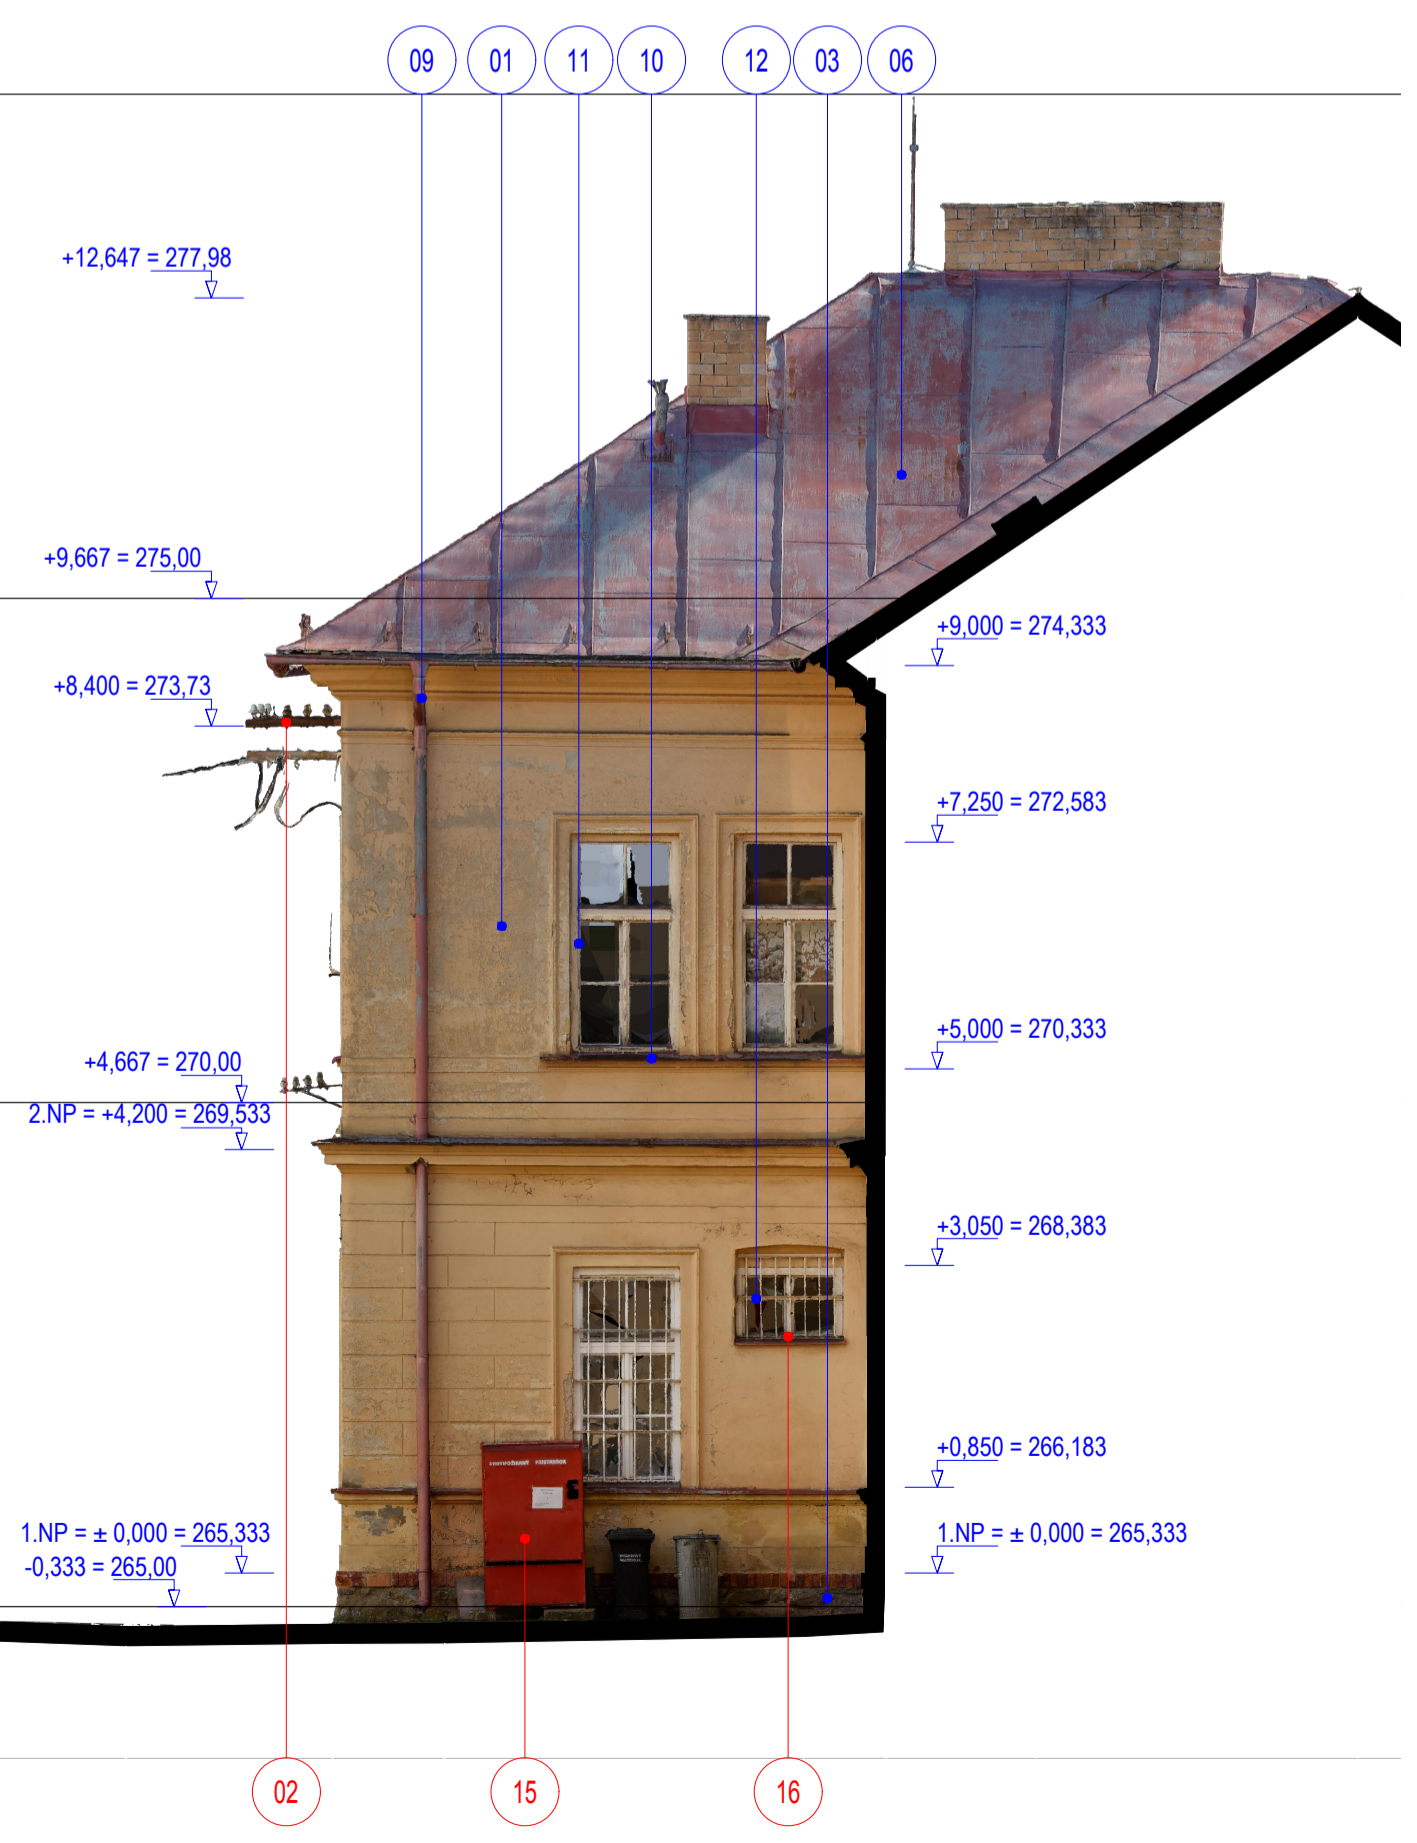 09 01 11 10 12 03 06
+12,647 = 277,98
+9,667 = 275,00
+9,000 = 274,333
+8,400 = 273,73
+7,250 = 272,583
+5,000 = 270,333
+4,667 = 270,00
2.NP = +4,200 = 269,533
+3,050 = 268,383
+0,850 = 266,183
1.NP = ± 0,000 = 265,333
1.NP = ± 0,000 = 265,333
-0,333 = 265,00
02 15 16